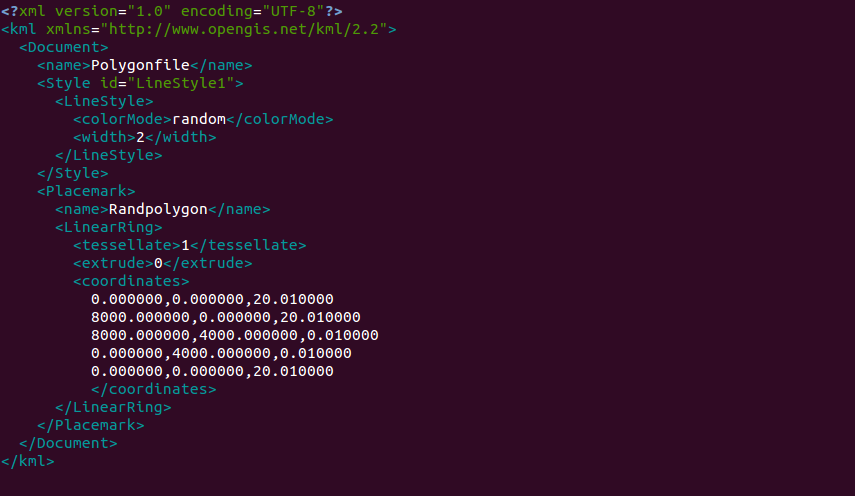 <?xml version="1.0" encoding="UTF-8"?>
<kml xmlns="http://www.opengis.net/kml/2.2">
  <Document>
    <name>Polygonfile</name>
    <Style id="LineStyle1">
      <LineStyle>
        <colorMode>random</colorMode>
        <width>2</width>
      </LineStyle>
    </Style>
    <Placemark>
      <name>Randpolygon</name>
      <LinearRing>
        <tessellate>1</tessellate>
        <extrude>0</extrude>
        <coordinates>
          0.000000,0.000000,20.010000
          8000.000000,0.000000,20.010000
          8000.000000,4000.000000,0.010000
          0.000000,4000.000000,0.010000
          0.000000,0.000000,20.010000
          </coordinates>
      </LinearRing>
    </Placemark>
  </Document>
</kml>